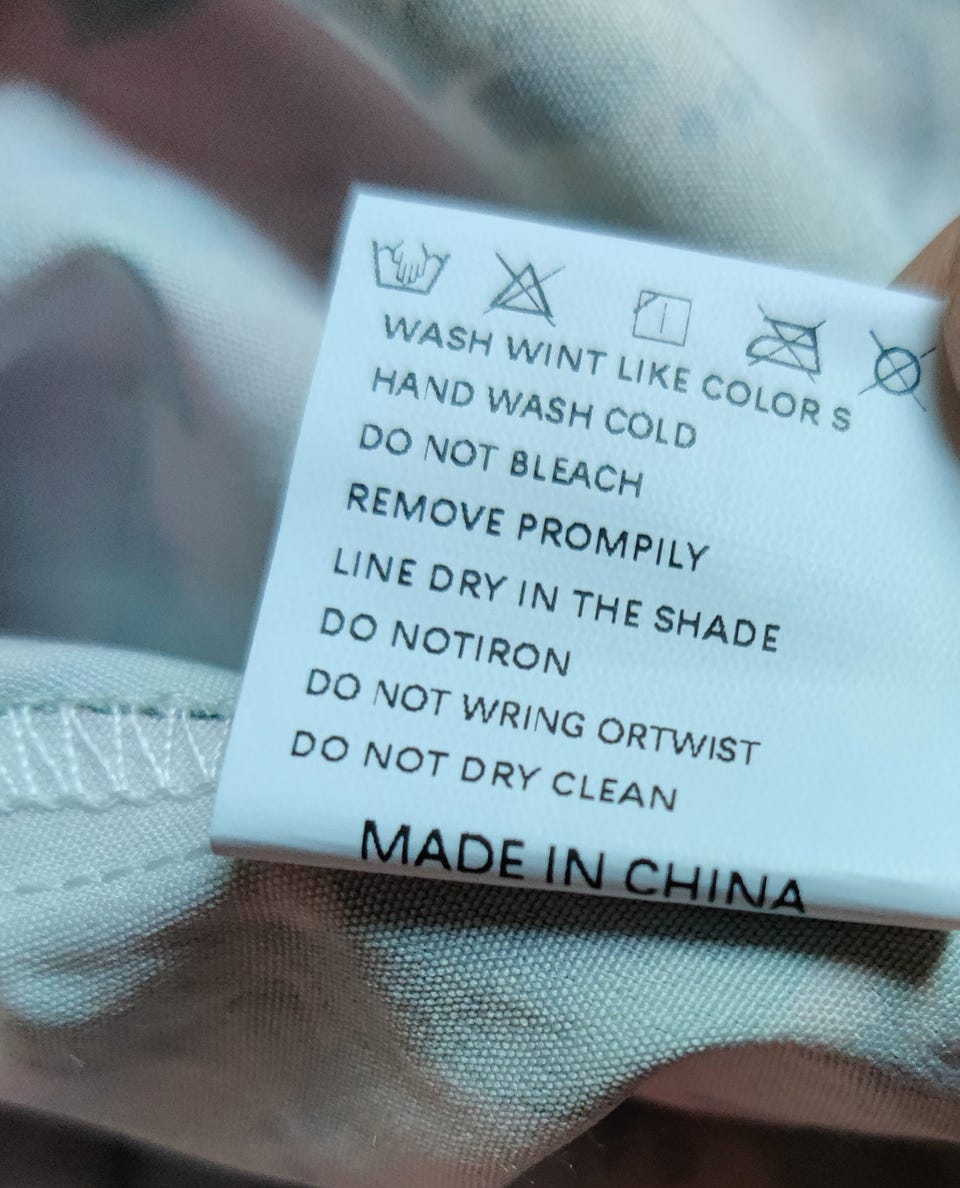 WASH WINT LIKE COLOR S
HAND WASH COLD
DO NOT BLEACH
REMOVE PROMPILY
LINE DRY IN THE SHADE
DO NOTIRON
DO NOT WRING ORTWIST
DO NOT DRY CLEAN
MADE IN CHINA